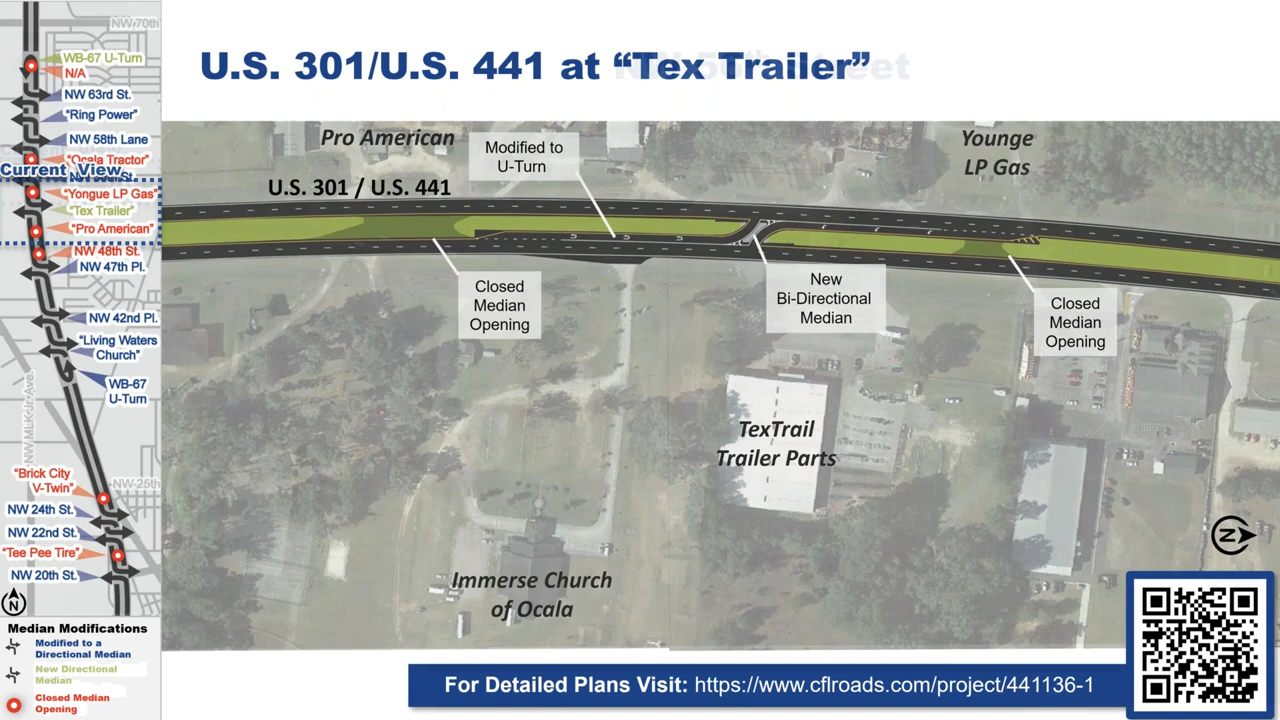 U.S. 301/U.S. 441 at “Tex Trailer”
NW 70th
WB-67 U-Turn
N/A
NW 63rd St.
“Ring Power”
NW 58th Lane
“Ocala Tractor”
Current View
“Yongue LP Gas”
“Tex Trailer”
“Pro American”
NW 48th St.
NW 47th Pl.
NW 42nd Pl.
“Living Waters
Church”
WB-67
U-Turn
NW MLK Jr. Ave.
“Brick City
V-Twin”
NW 25th
NW 24th St.
NW 22nd St.
“Tee Pee Tire”
NW 20th St.
N
Median Modifications
Modified to a
Directional Median
New Directional
Median
Closed Median
Opening
Pro American
Modified to
U-Turn
Younge
LP Gas
U.S. 301 / U.S. 441
Closed
Median
Opening
New
Bi-Directional
Median
Closed
Median
Opening
TexTrail
Trailer Parts
Immerse Church
of Ocala
N
For Detailed Plans Visit: https://www.cflroads.com/project/441136-1